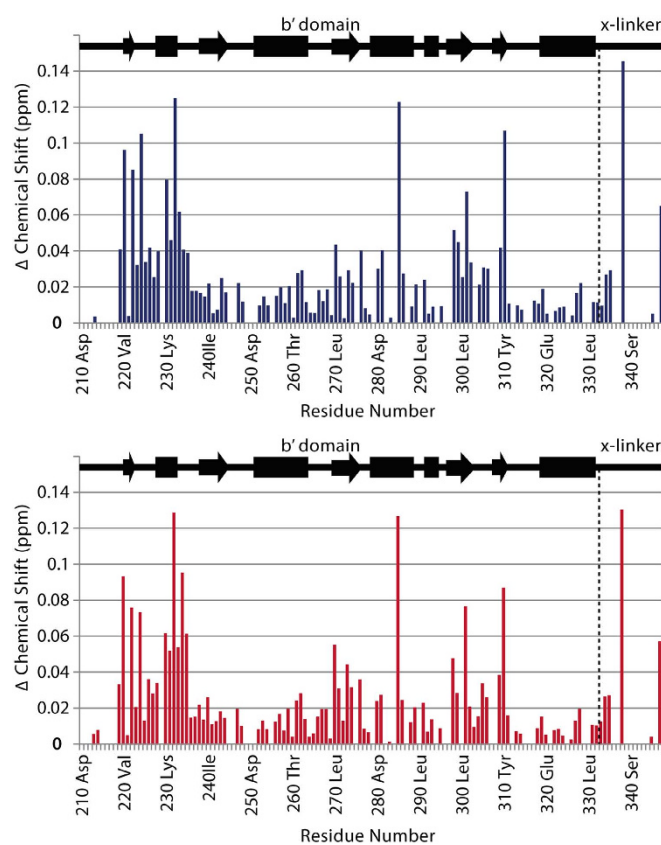 b′ domain x-linker
Δ Chemical Shift (ppm)
0.14
0.12
0.1
0.08
0.06
0.04
0.02
0
210 Asp
220 Val
230 Lys
240Ile
250 Asp
260 Thr
270 Leu
280 Asp
290 Leu
300 Leu
310 Tyr
320 Glu
330 Leu
340 Ser
Residue Number
b′ domain x-linker
Δ Chemical Shift (ppm)
0.14
0.12
0.1
0.08
0.06
0.04
0.02
0
210 Asp
220 Val
230 Lys
240Ile
250 Asp
260 Thr
270 Leu
280 Asp
290 Leu
300 Leu
310 Tyr
320 Glu
330 Leu
340 Ser
Residue Number